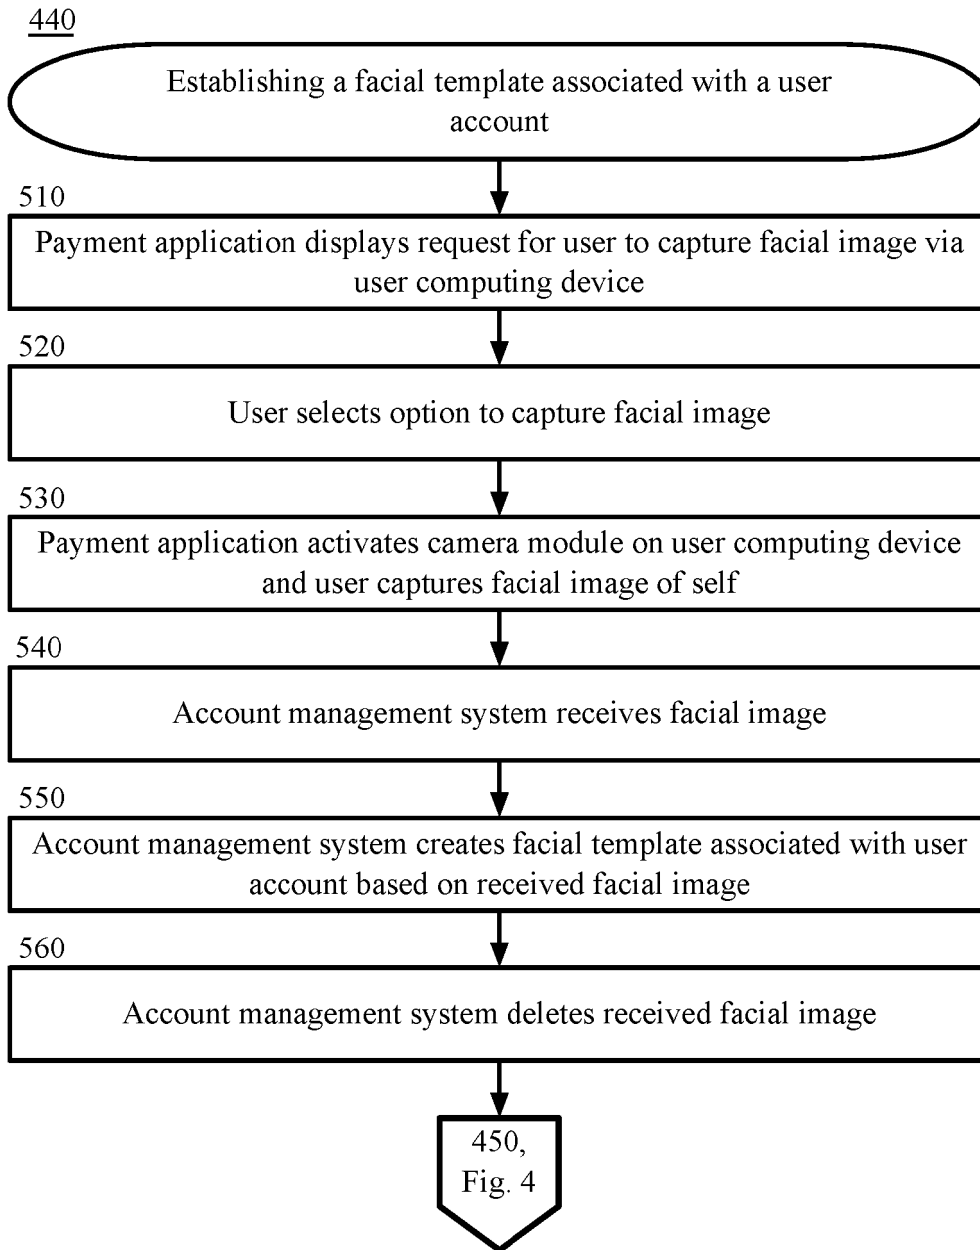 440
Establishing a facial template associated with a user
account
510
Payment application displays request for user to capture facial image via
user computing device
520
User selects option to capture facial image
530
Payment application activates camera module on user computing device
and user captures facial image of self
540
Account management system receives facial image
550
Account management system creates facial template associated with user
account based on received facial image
560
Account management system deletes received facial image
450,
Fig. 4